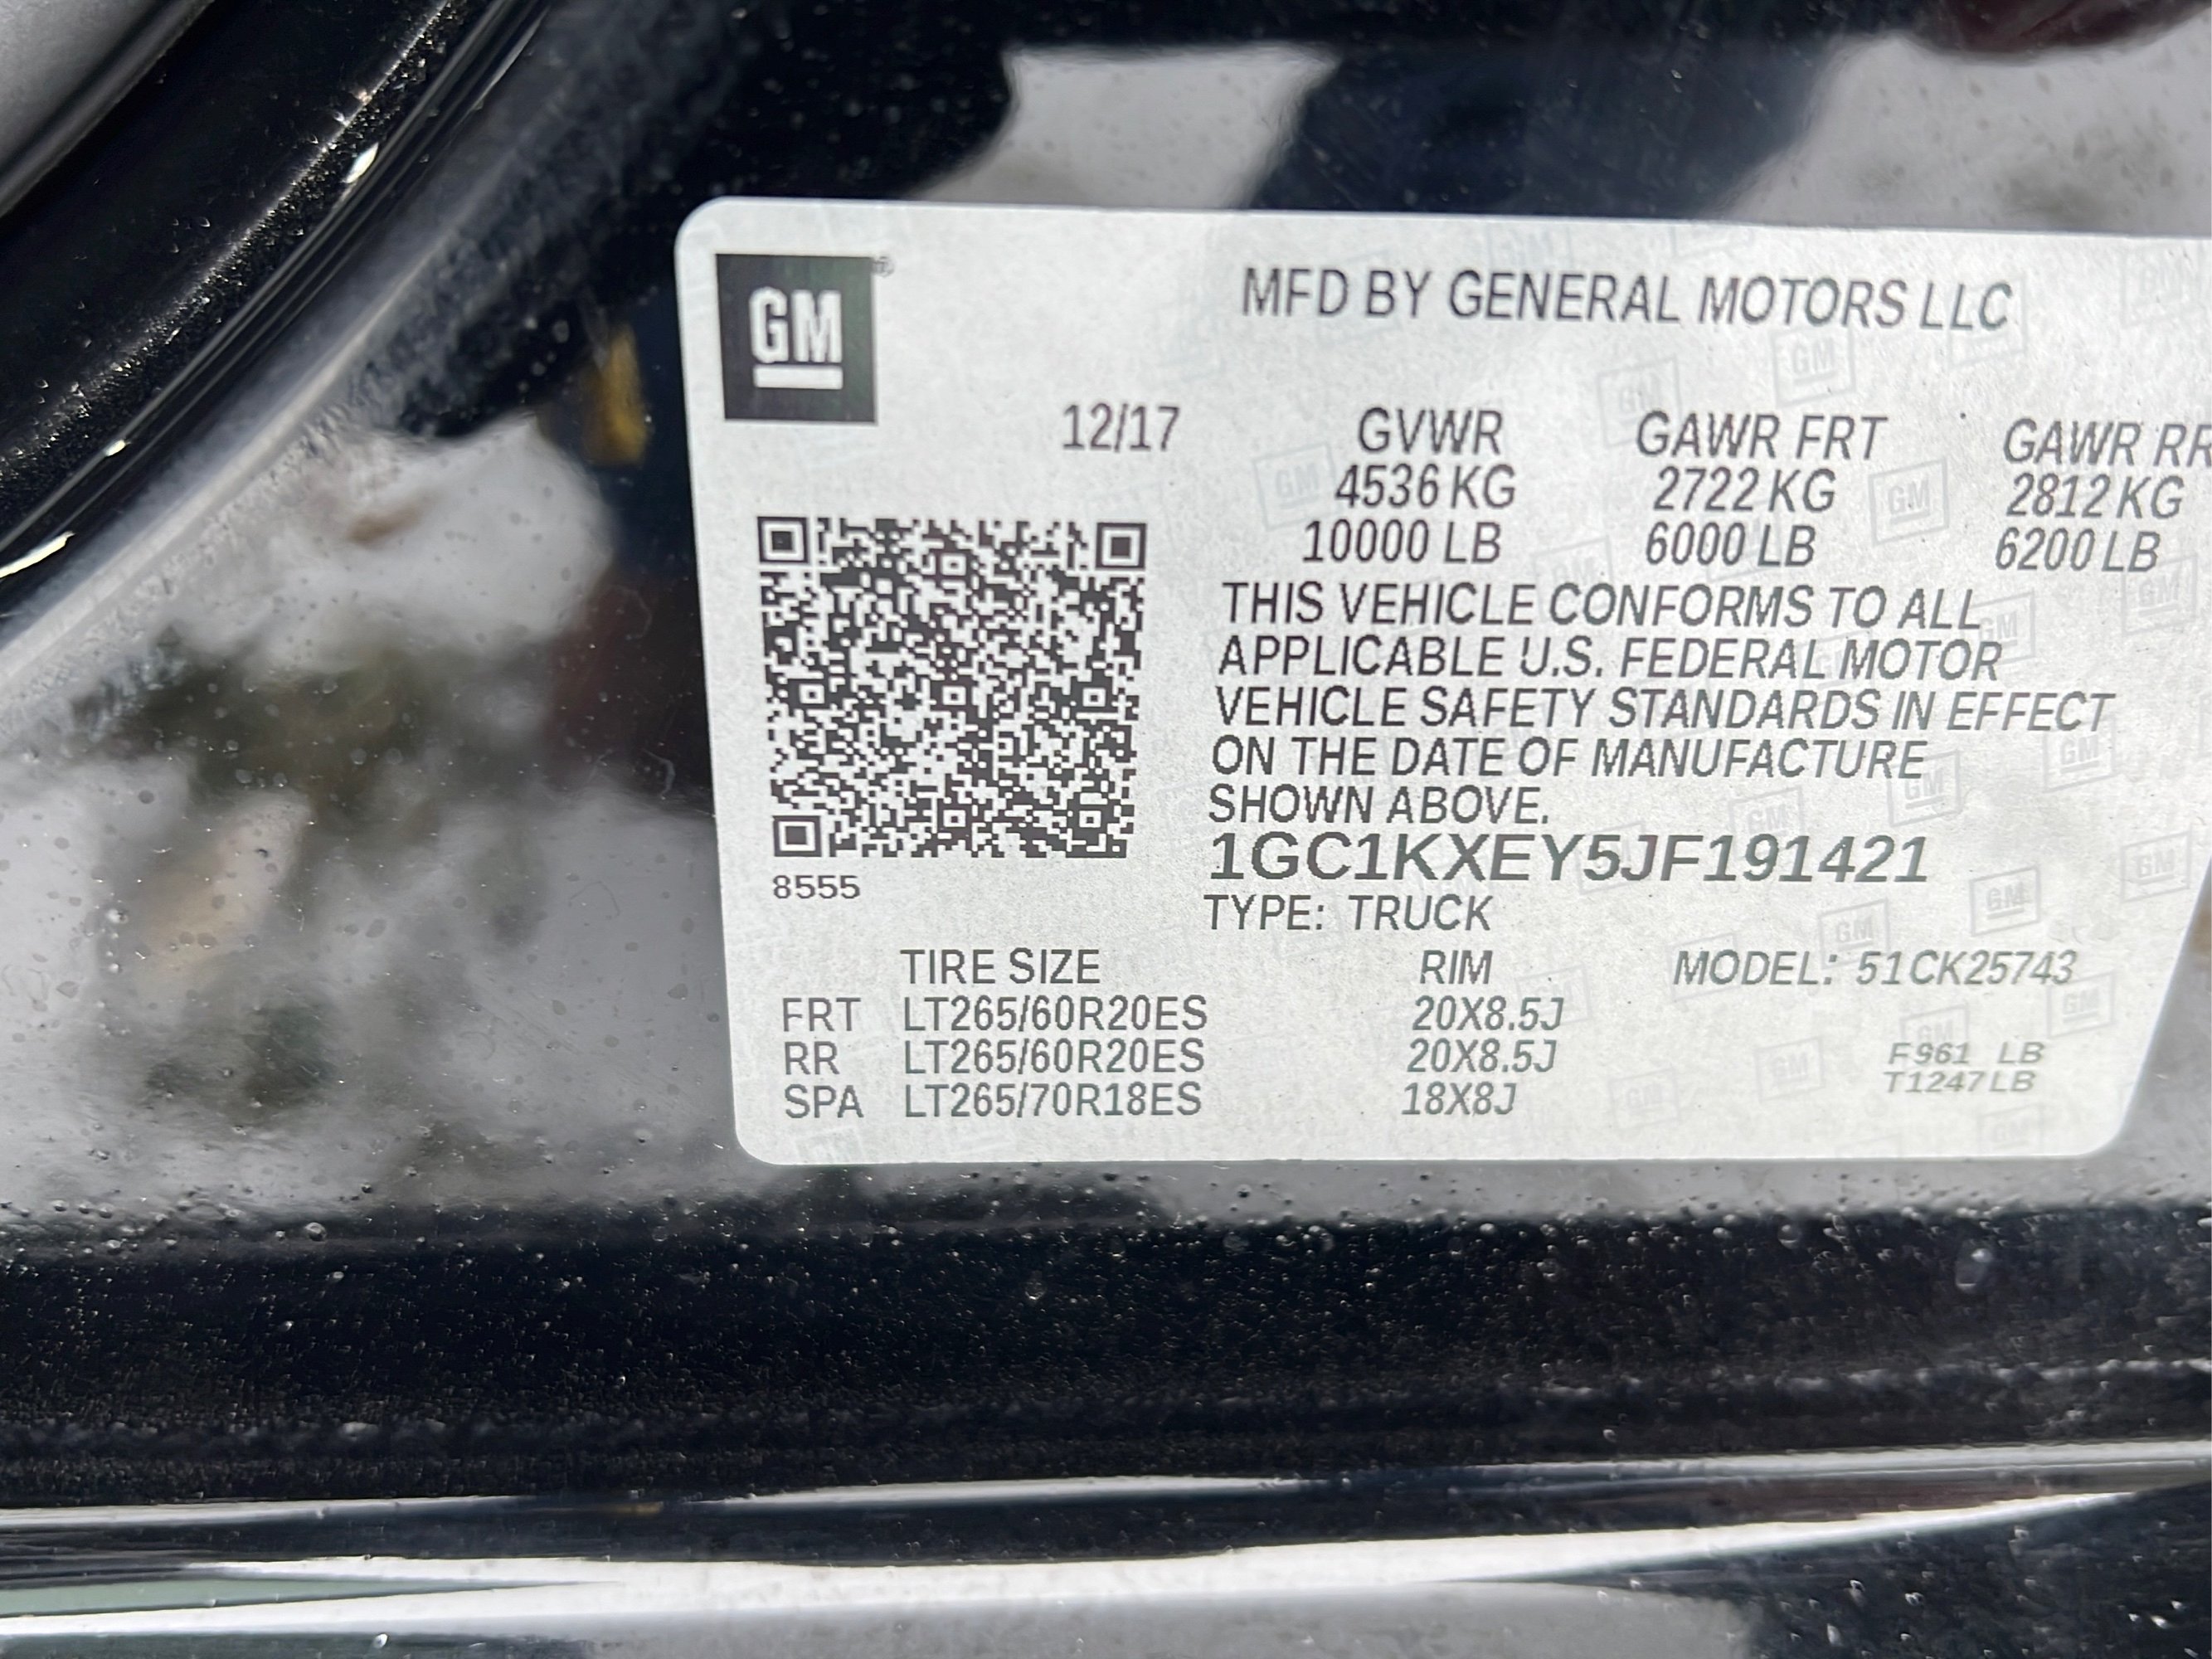 GM
MFD BY GENERAL MOTORS LLC
12/17 GVWR GAWR FRT GAWR RR
4536 KG 2722 KG 2812 KG
10000 LB 6000 LB 6200 LB
THIS VEHICLE CONFORMS TO ALL
APPLICABLE U.S. FEDERAL MOTOR
VEHICLE SAFETY STANDARDS IN EFFECT
ON THE DATE OF MANUFACTURE
SHOWN ABOVE.
1GC1KXEY5JF191421
8555
TYPE: TRUCK
TIRE SIZE RIM MODEL: 51CK25743
FRT LT265/60R20ES 20X8.5J
RR LT265/60R20ES 20X8.5J
SPA LT265/70R18ES 18X8J
F961 LB
T1247LB